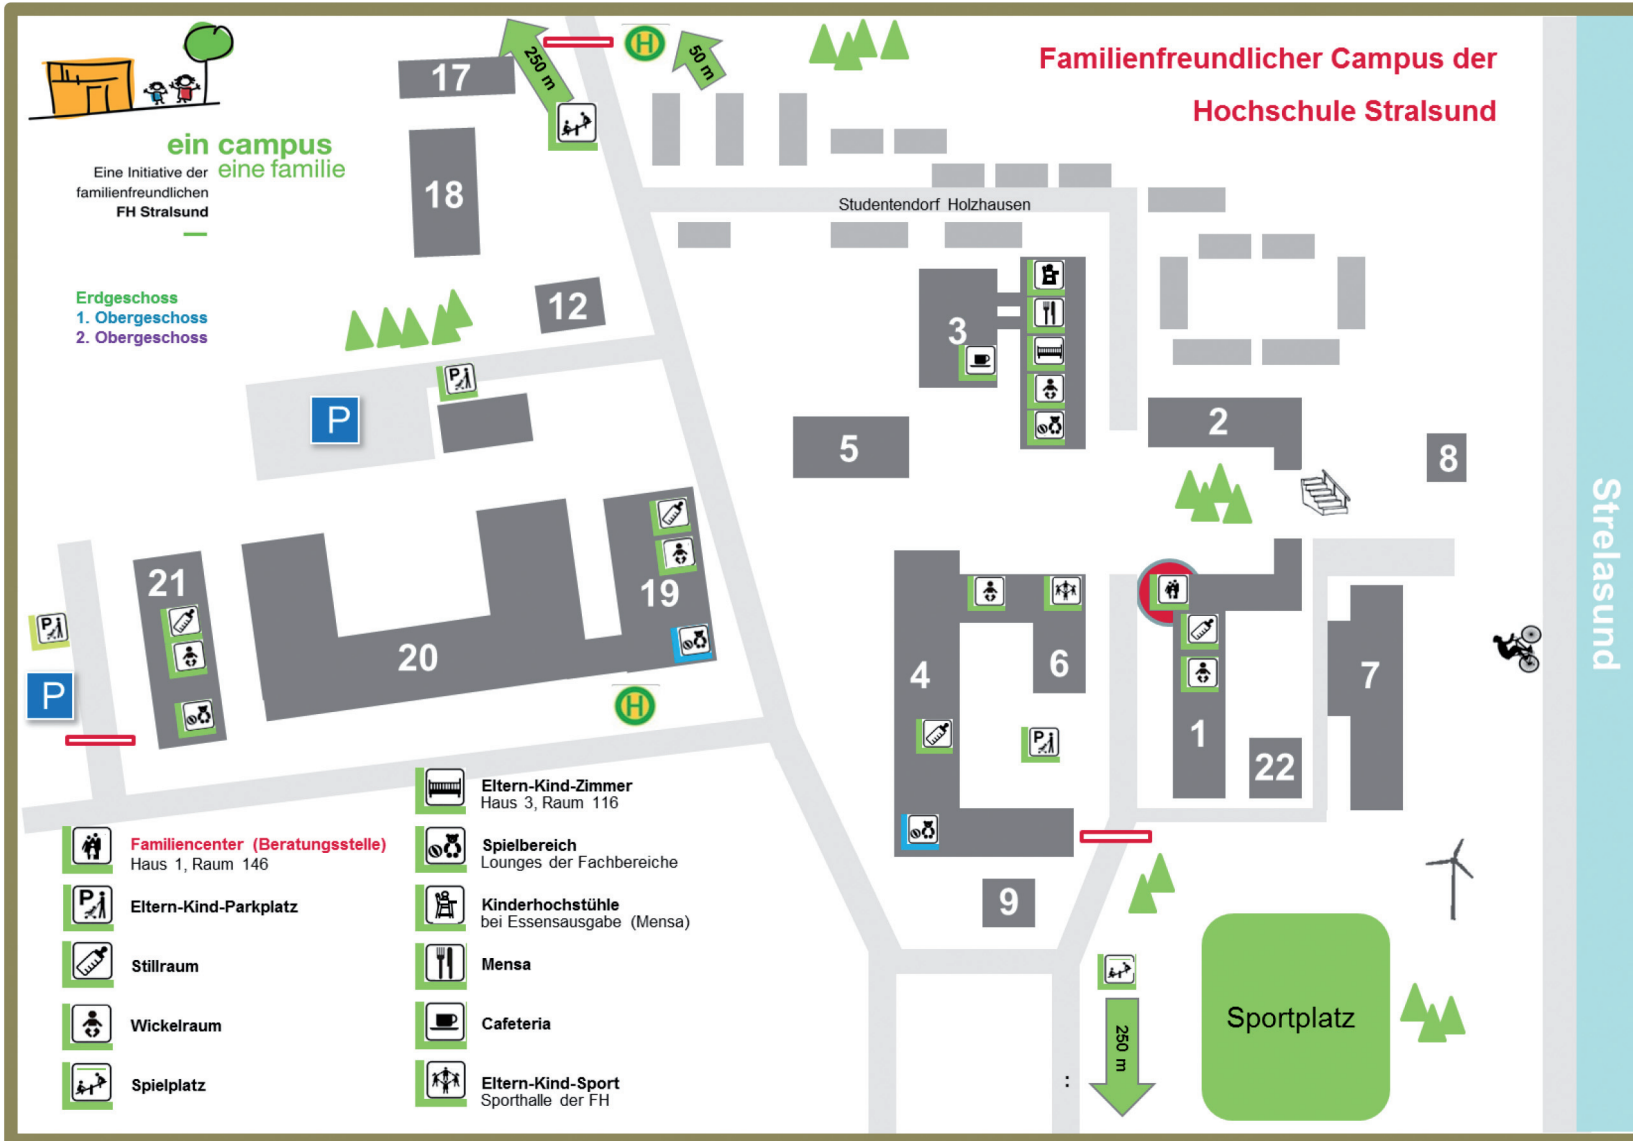 Familienfreundlicher Campus der
Hochschule Stralsund
ein campus
eine familie
Eine Initiative der
familienfreundlichen
FH Stralsund
Erdgeschoss
1. Obergeschoss
2. Obergeschoss
250 m
H
50 m
17
18
12
Studentendorf Holzhausen
3
P
P
5
2
8
Strelasund
21
19
20
P
P
H
4
6
P
1
22
7
9
250 m
:
Sportplatz
Familiencenter (Beratungsstelle)
Haus 1, Raum 146
P
Eltern-Kind-Parkplatz
Stillraum
Wickelraum
Spielplatz
Eltern-Kind-Zimmer
Haus 3, Raum 116
Spielbereich
Lounges der Fachbereiche
Kinderhochstühle
bei Essensausgabe (Mensa)
Mensa
Cafeteria
Eltern-Kind-Sport
Sporthalle der FH